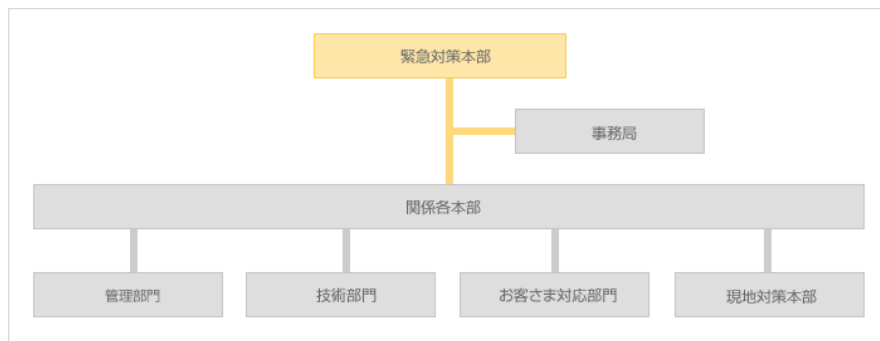 緊急対策本部
事務局
関係各本部
管理部門
技術部門
お客さま対応部門
現地対策本部